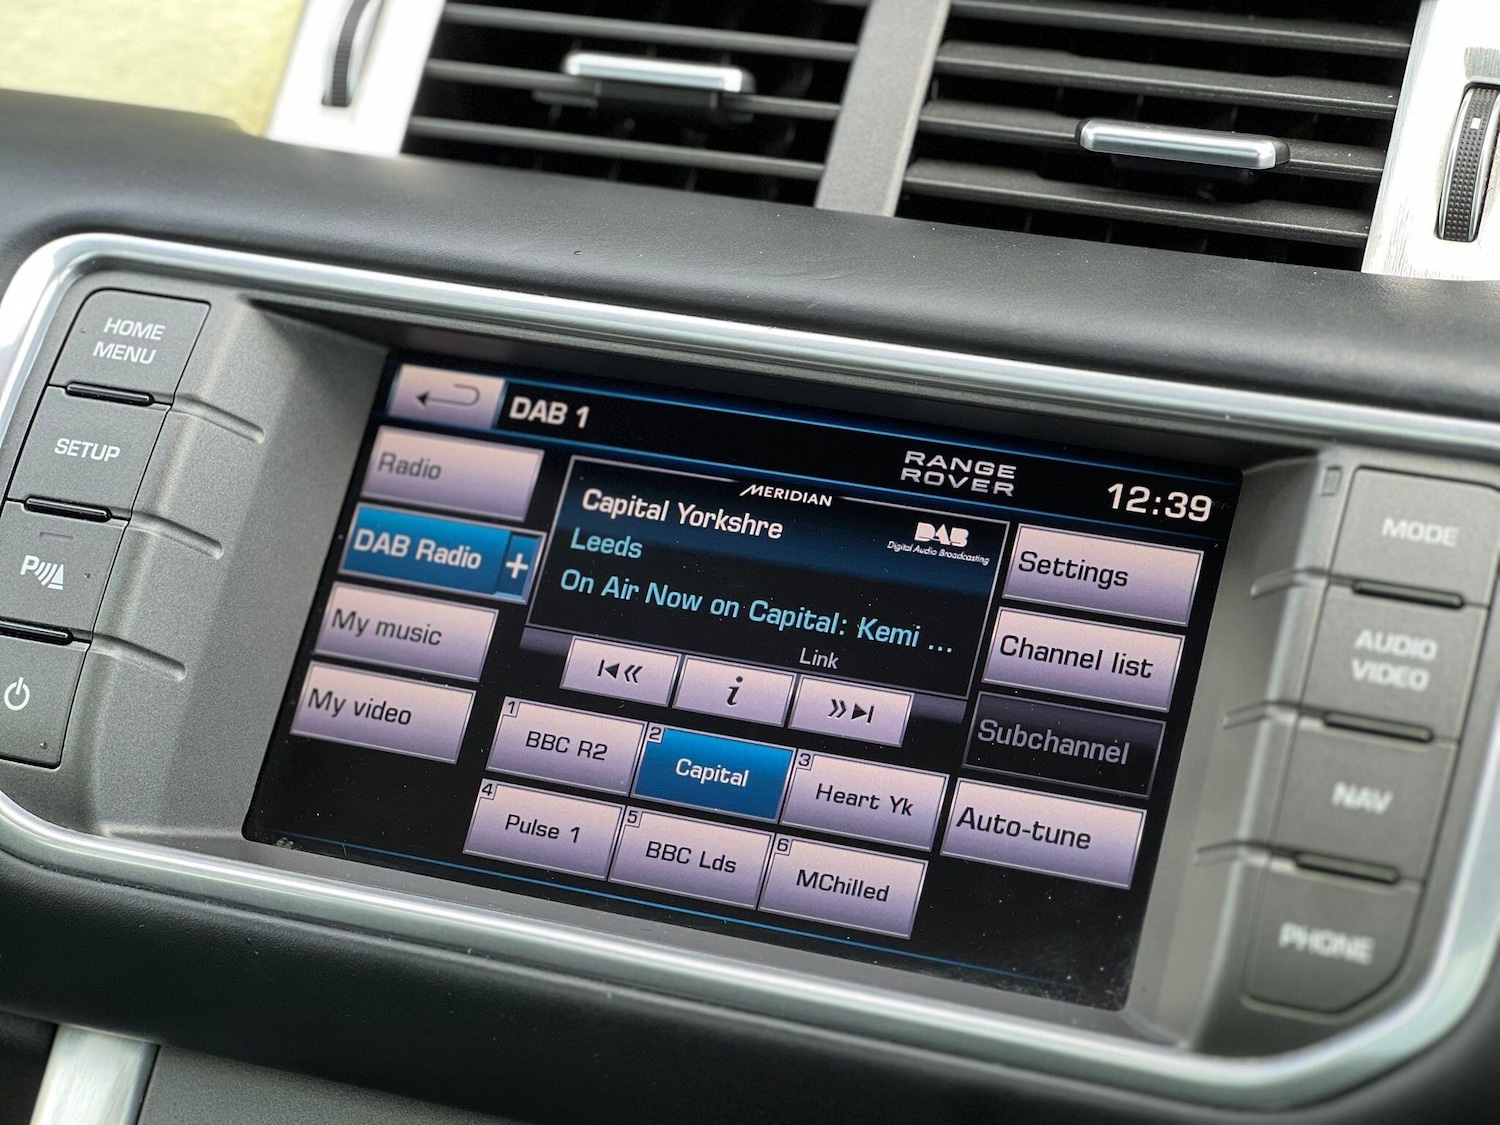 HOME
MENU
SETUP
P
DAB 1
RANGE
ROVER
12:39
Radio
DAB Radio +
My music
My video
MERIDIAN
Capital Yorkshre
DAB
Digital Audio Broadcasting
Leeds
On Air Now on Capital: Kemi ...
Link
i
1 BBC R2
2 Capital
3 Heart Yk
4 Pulse 1
5 BBC Lds
6 MChilled
Settings
Channel list
Subchannel
Auto-tune
MODE
AUDIO
VIDEO
NAV
PHONE